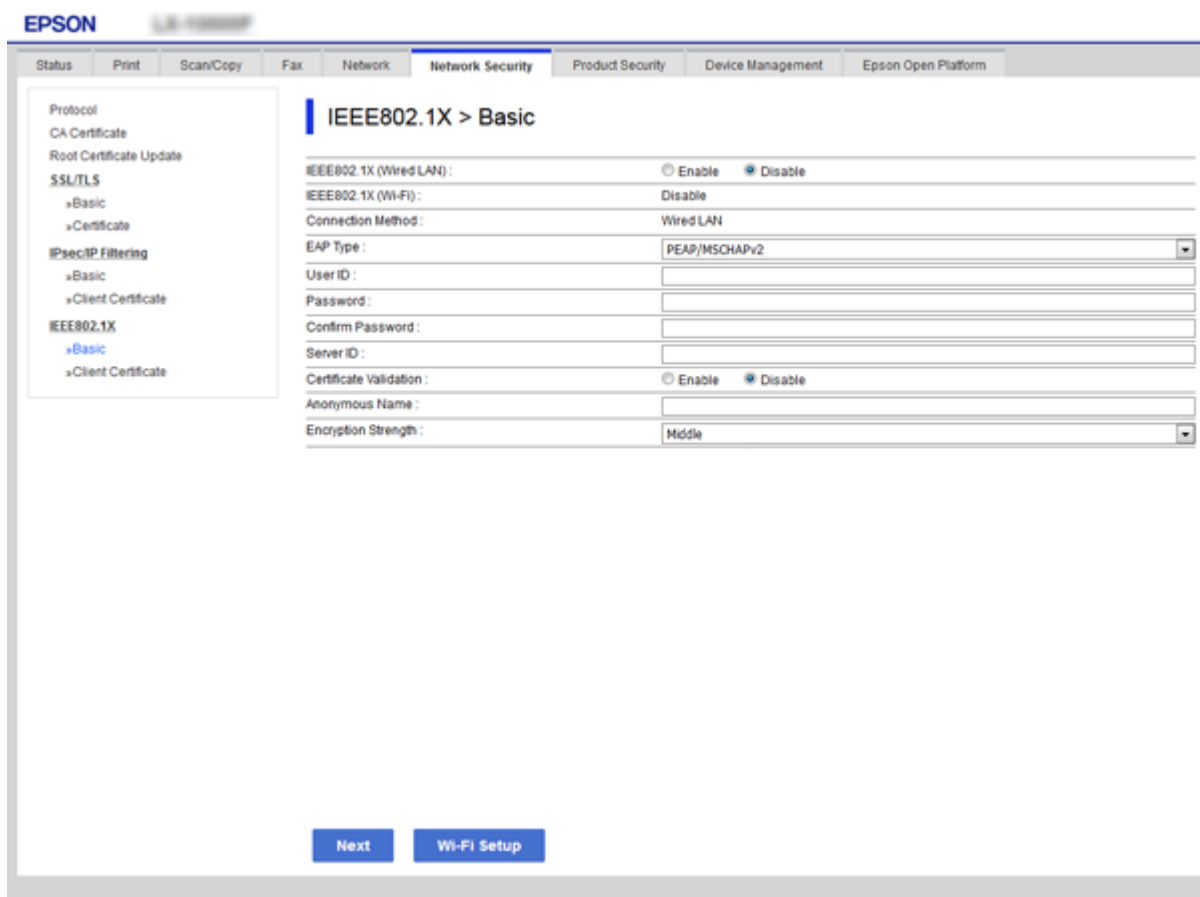 EPSON
Status Print Scan/Copy Fax Network Network Security Product Security Device Management Epson Open Platform
Protocol
CA Certificate
Root Certificate Update
SSL/TLS
»Basic
»Certificate
IPsec/IP Filtering
»Basic
»Client Certificate
IEEE802.1X
»Basic
»Client Certificate
IEEE802.1X > Basic
IEEE802.1X (Wired LAN) : Enable Disable
IEEE802.1X (Wi-Fi) : Disable
Connection Method : Wired LAN
EAP Type : PEAP/MSCHAPv2
User ID :
Password :
Confirm Password :
Server ID :
Certificate Validation : Enable Disable
Anonymous Name :
Encryption Strength : Middle
Next Wi-Fi Setup